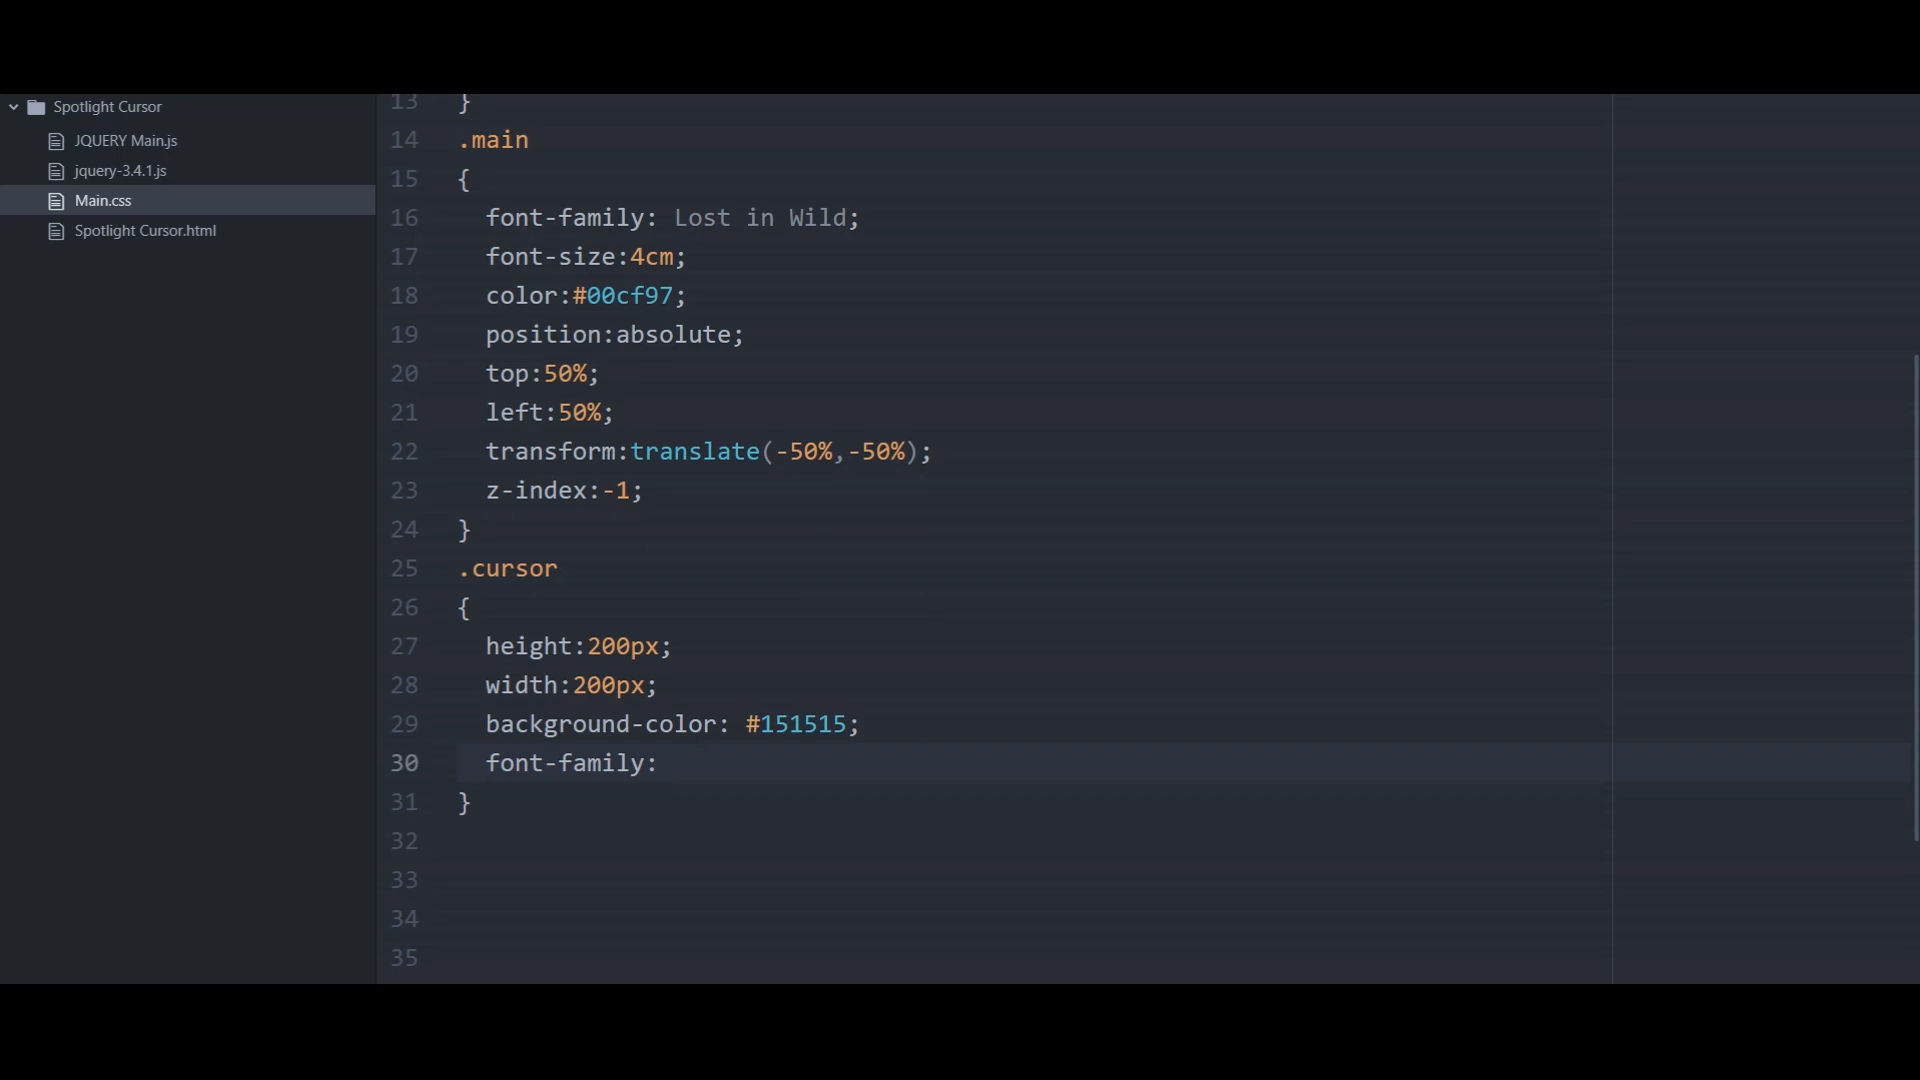 Spotlight Cursor
JQUERY Main.js
jquery-3.4.1.js
Main.css
Spotlight Cursor.html
13 }
14 .main
15 {
16 font-family: Lost in Wild;
17 font-size:4cm;
18 color:#00cf97;
19 position:absolute;
20 top:50%;
21 left:50%;
22 transform:translate(-50%,-50%);
23 z-index:-1;
24 }
25 .cursor
26 {
27 height:200px;
28 width:200px;
29 background-color: #151515;
30 font-family:
31 }
32
33
34
35